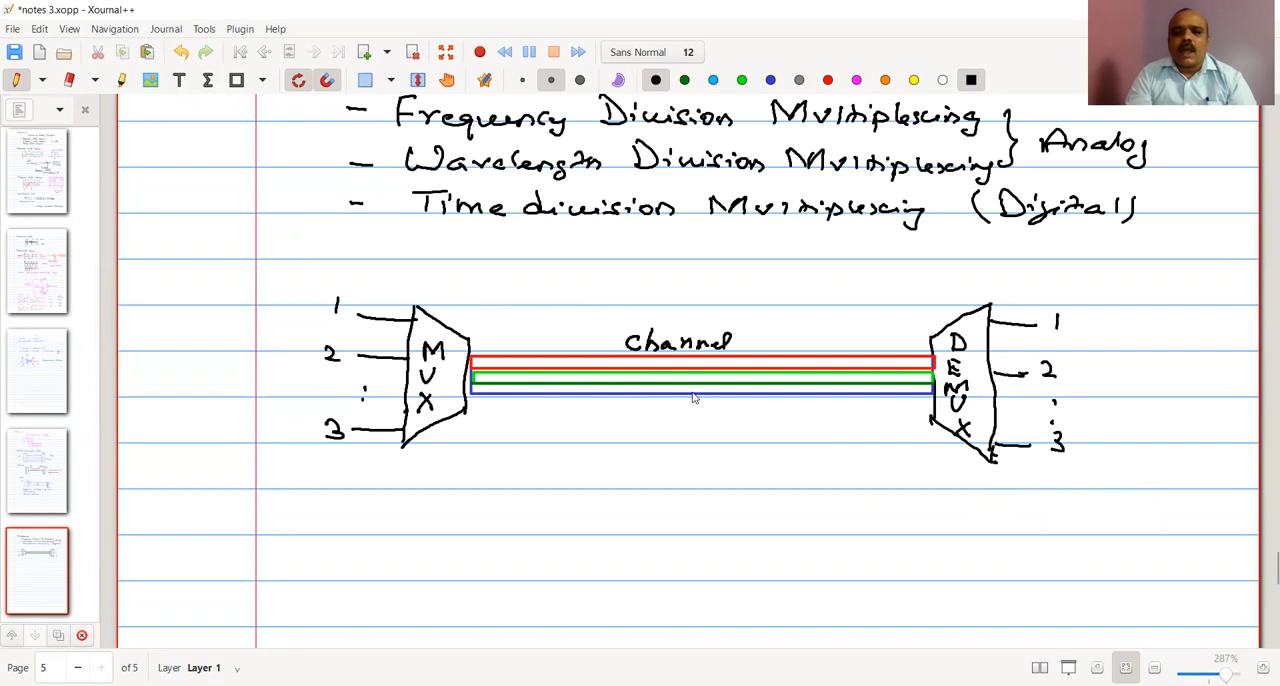 *notes 3.xopp - Xournal++
File Edit View Navigation Journal Tools Plugin Help
Sans Normal 12
- Frequency Division Multiplexing
- Wavelength Division Multiplexing } Analog
- Time division Multiplexing (Digital)
1
2
:
3
MUX
channel
DEMUX
1
2
:
3
Page 5 of 5 Layer Layer 1
287%